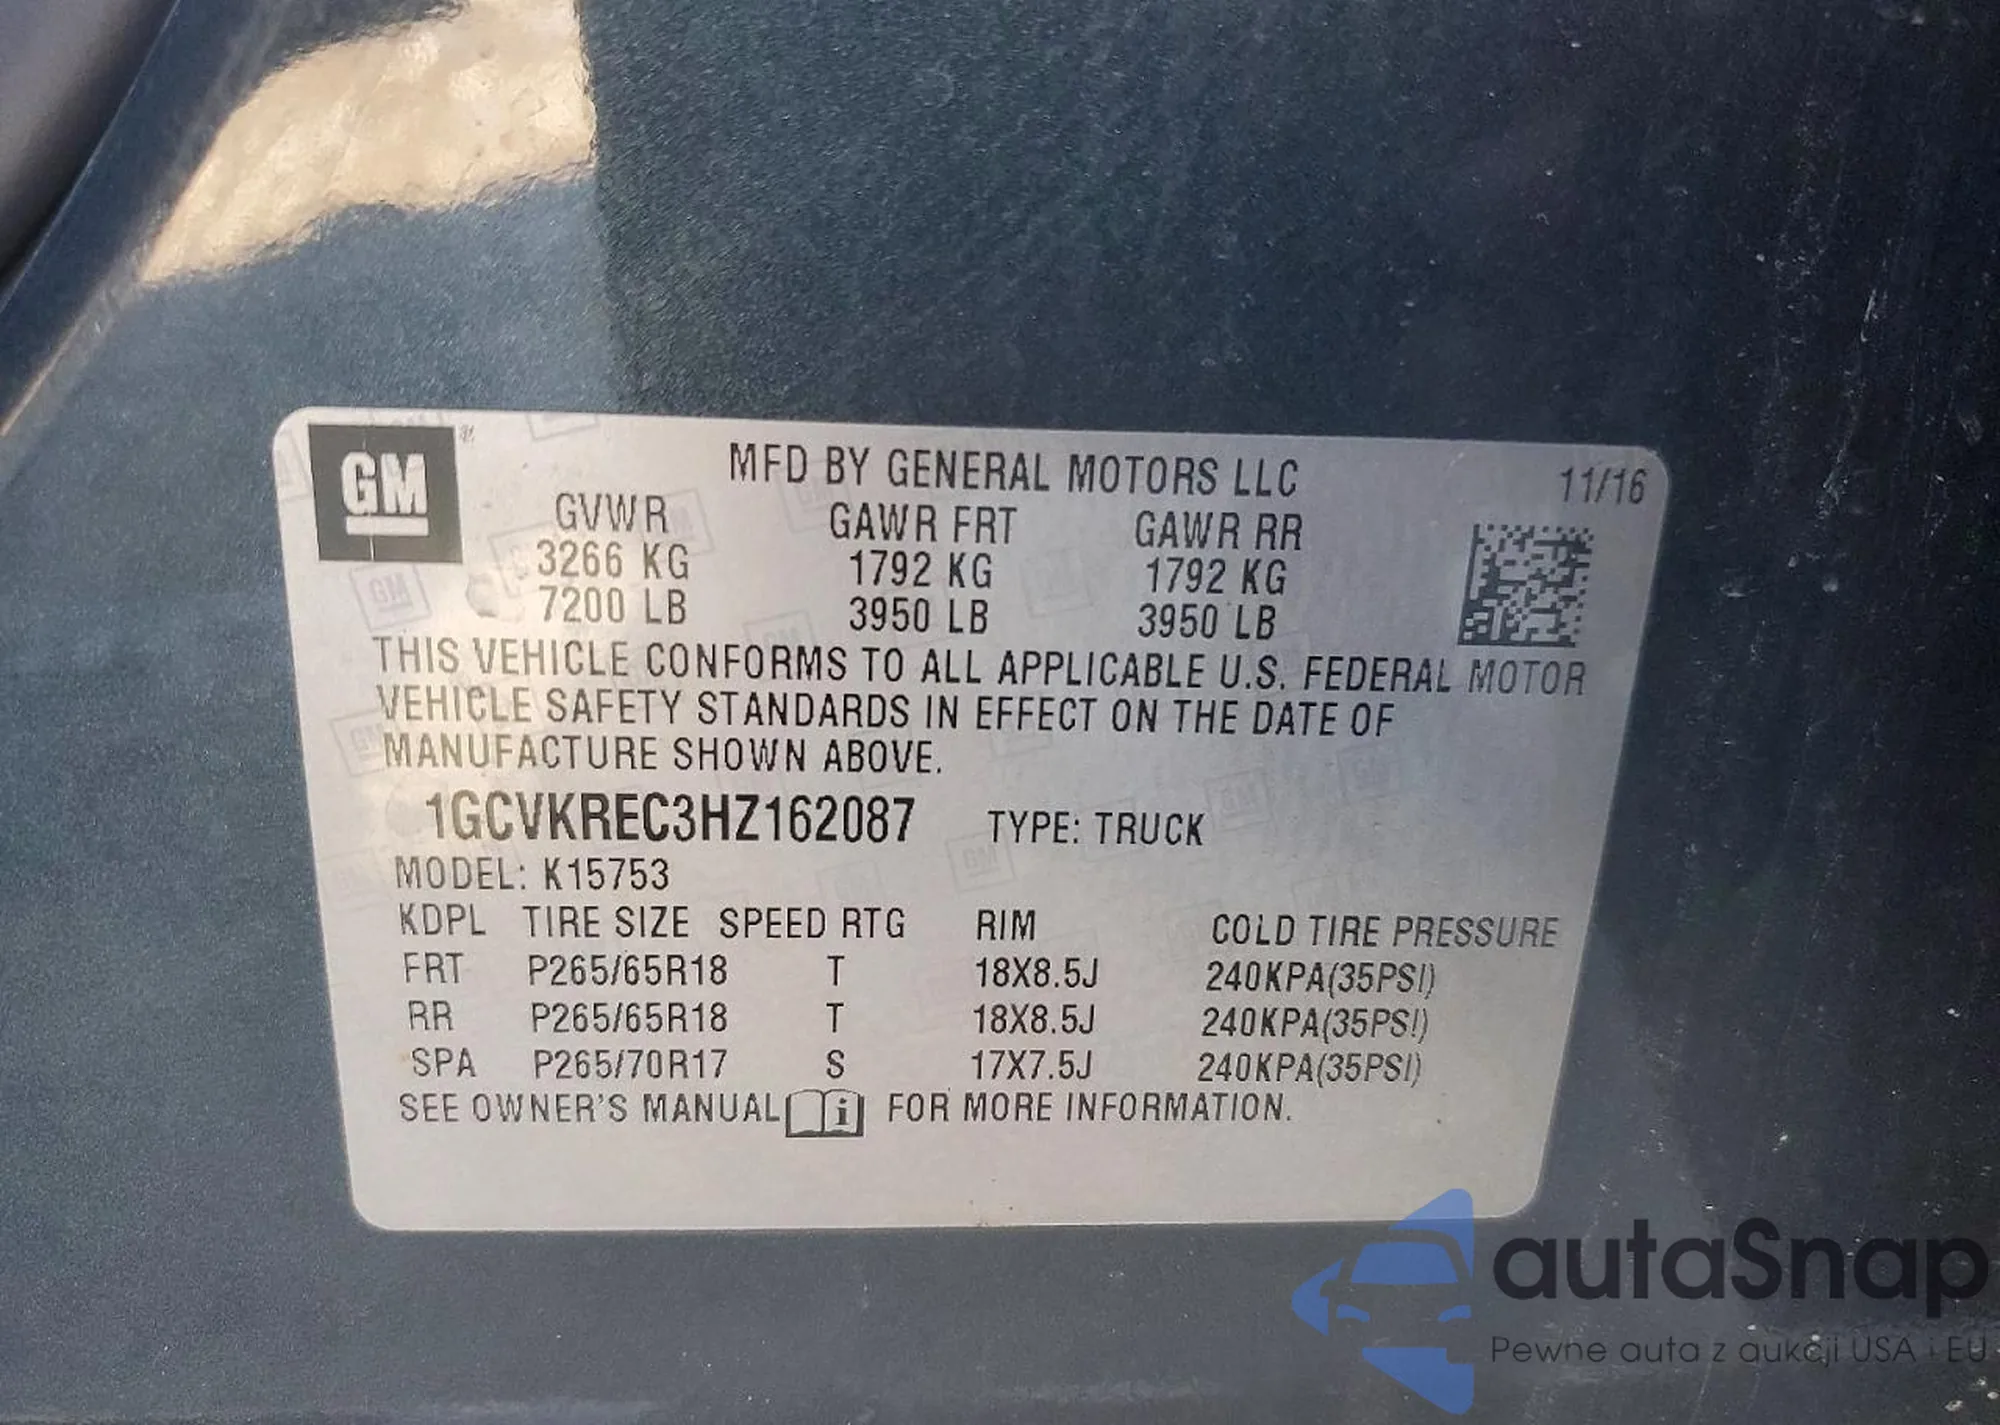 GM
MFD BY GENERAL MOTORS LLC 11/16
GVWR GAWR FRT GAWR RR
3266 KG 1792 KG 1792 KG
7200 LB 3950 LB 3950 LB
THIS VEHICLE CONFORMS TO ALL APPLICABLE U.S. FEDERAL MOTOR
VEHICLE SAFETY STANDARDS IN EFFECT ON THE DATE OF
MANUFACTURE SHOWN ABOVE.
1GCVKREC3HZ162087 TYPE: TRUCK
MODEL: K15753
KDPL TIRE SIZE SPEED RTG RIM COLD TIRE PRESSURE
FRT P265/65R18 T 18X8.5J 240KPA(35PSI)
RR P265/65R18 T 18X8.5J 240KPA(35PSI)
SPA P265/70R17 S 17X7.5J 240KPA(35PSI)
SEE OWNER'S MANUAL i FOR MORE INFORMATION.
autaSnap
Pewne auta z aukcji USA i EU